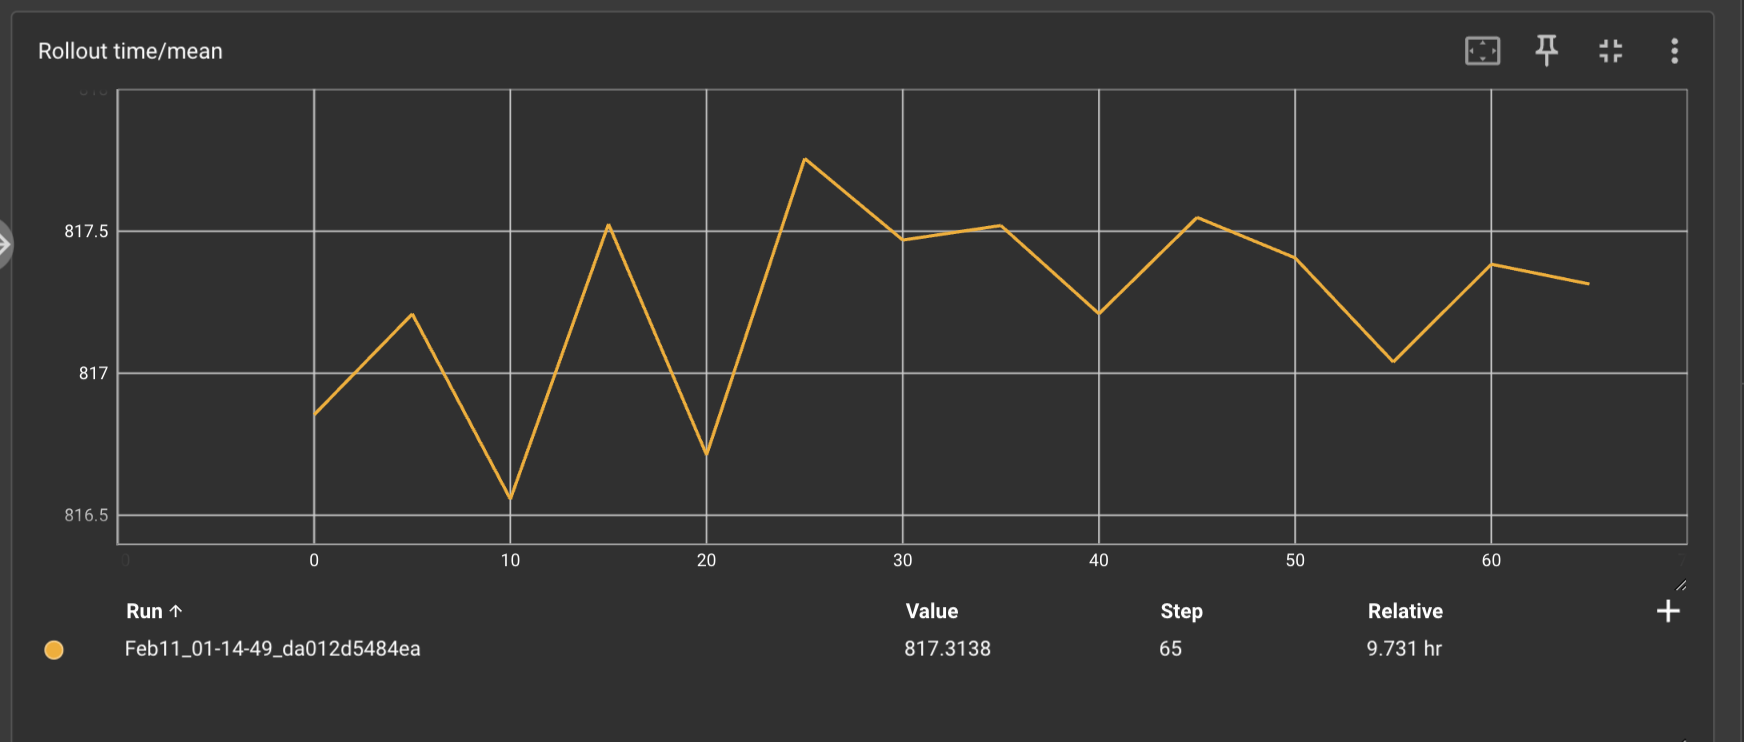 Rollout time/mean
817.5
817
816.5
0 10 20 30 40 50 60
Run ↑ Value Step Relative
Feb11_01-14-49_da012d5484ea 817.3138 65 9.731 hr